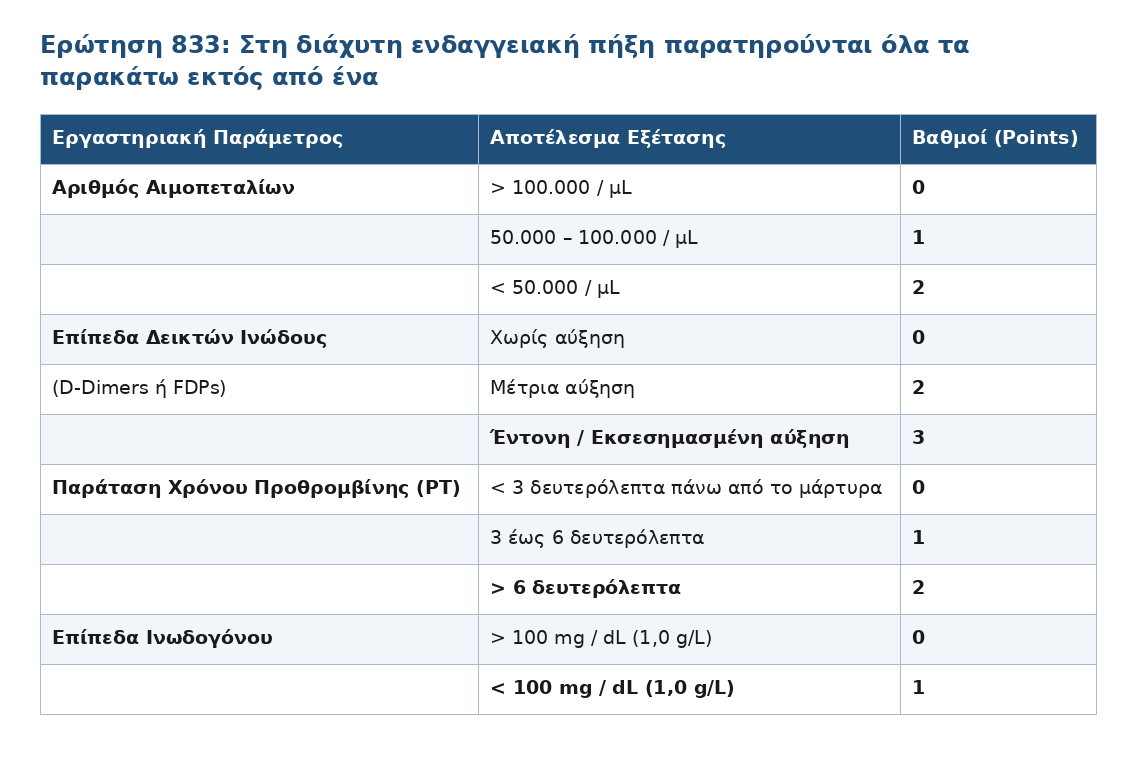 Ερώτηση 833: Στη διάχυτη ενδαγγειακή πήξη παρατηρούνται όλα τα
παρακάτω εκτός από ένα
Εργαστηριακή Παράμετρος Αποτέλεσμα Εξέτασης Βαθμοί (Points)
Αριθμός Αιμοπεταλίων > 100.000 / μL 0
50.000 – 100.000 / μL 1
< 50.000 / μL 2
Επίπεδα Δεικτών Ινώδους Χωρίς αύξηση 0
(D-Dimers ή FDPs) Μέτρια αύξηση 2
Έντονη / Εκσεσημασμένη αύξηση 3
Παράταση Χρόνου Προθρομβίνης (PT) < 3 δευτερόλεπτα πάνω από το μάρτυρα 0
3 έως 6 δευτερόλεπτα 1
> 6 δευτερόλεπτα 2
Επίπεδα Ινωδογόνου > 100 mg / dL (1,0 g/L) 0
< 100 mg / dL (1,0 g/L) 1